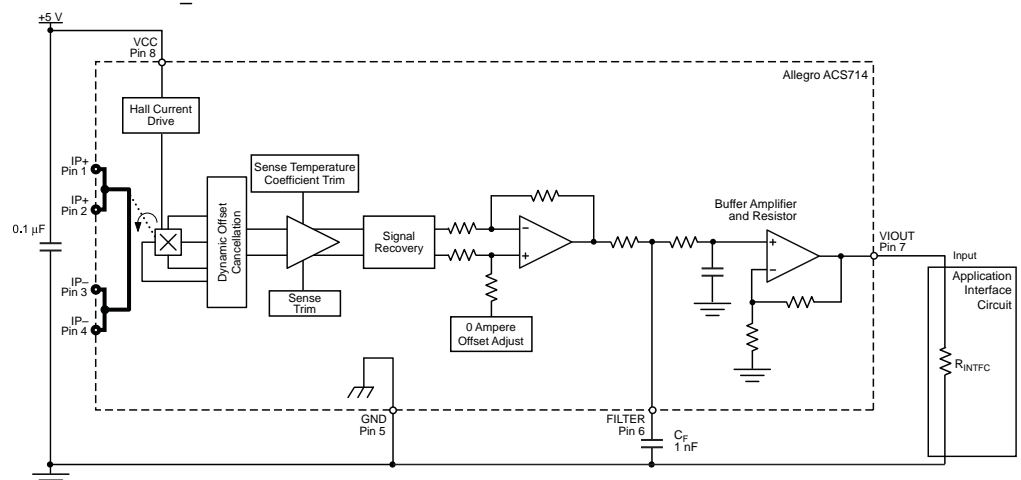 +5 V
VCC
Pin 8
Allegro ACS714
Hall Current
Drive
IP+
Pin 1
IP+
Pin 2
IP–
Pin 3
IP–
Pin 4
0.1 µF
Dynamic Offset
Cancellation
Sense Temperature
Coefficient Trim
Sense
Trim
Signal
Recovery
0 Ampere
Offset Adjust
Buffer Amplifier
and Resistor
VIOUT
Pin 7
Input
Application
Interface
Circuit
RINTFC
GND
Pin 5
FILTER
Pin 6
CF
1 nF